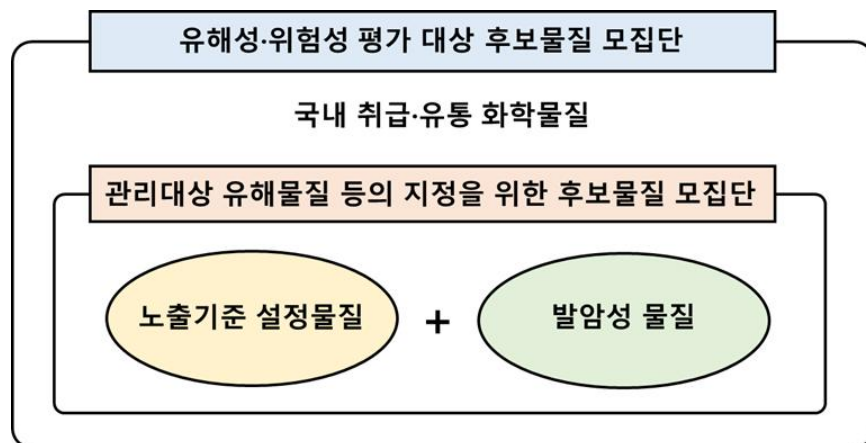 유해성·위험성 평가 대상 후보물질 모집단
국내 취급·유통 화학물질
관리대상 유해물질 등의 지정을 위한 후보물질 모집단
노출기준 설정물질 + 발암성 물질